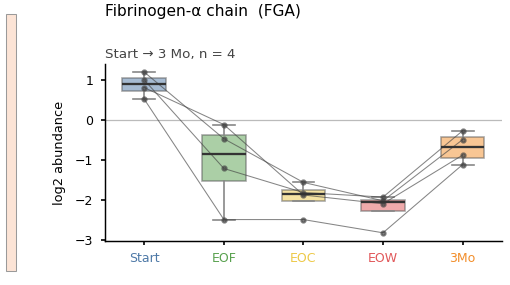 Fibrinogen-α chain (FGA)
Start → 3 Mo, n = 4
log2 abundance
1
0
−1
−2
−3
Start EOF EOC EOW 3Mo